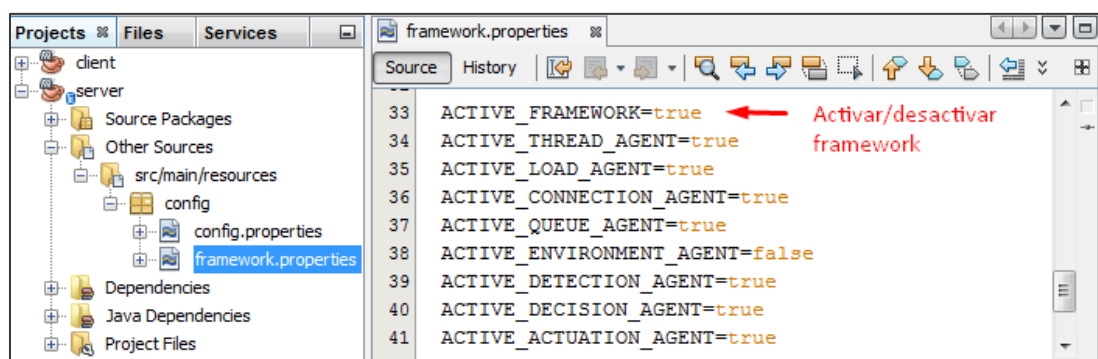 Projects Files Services
client
server
Source Packages
Other Sources
src/main/resources
config
config.properties
framework.properties
Dependencies
Java Dependencies
Project Files
framework.properties
Source History
33 ACTIVE_FRAMEWORK=true
34 ACTIVE_THREAD_AGENT=true
35 ACTIVE_LOAD_AGENT=true
36 ACTIVE_CONNECTION_AGENT=true
37 ACTIVE_QUEUE_AGENT=true
38 ACTIVE_ENVIRONMENT_AGENT=false
39 ACTIVE_DETECTION_AGENT=true
40 ACTIVE_DECISION_AGENT=true
41 ACTIVE_ACTUATION_AGENT=true
Activar/desactivar
framework